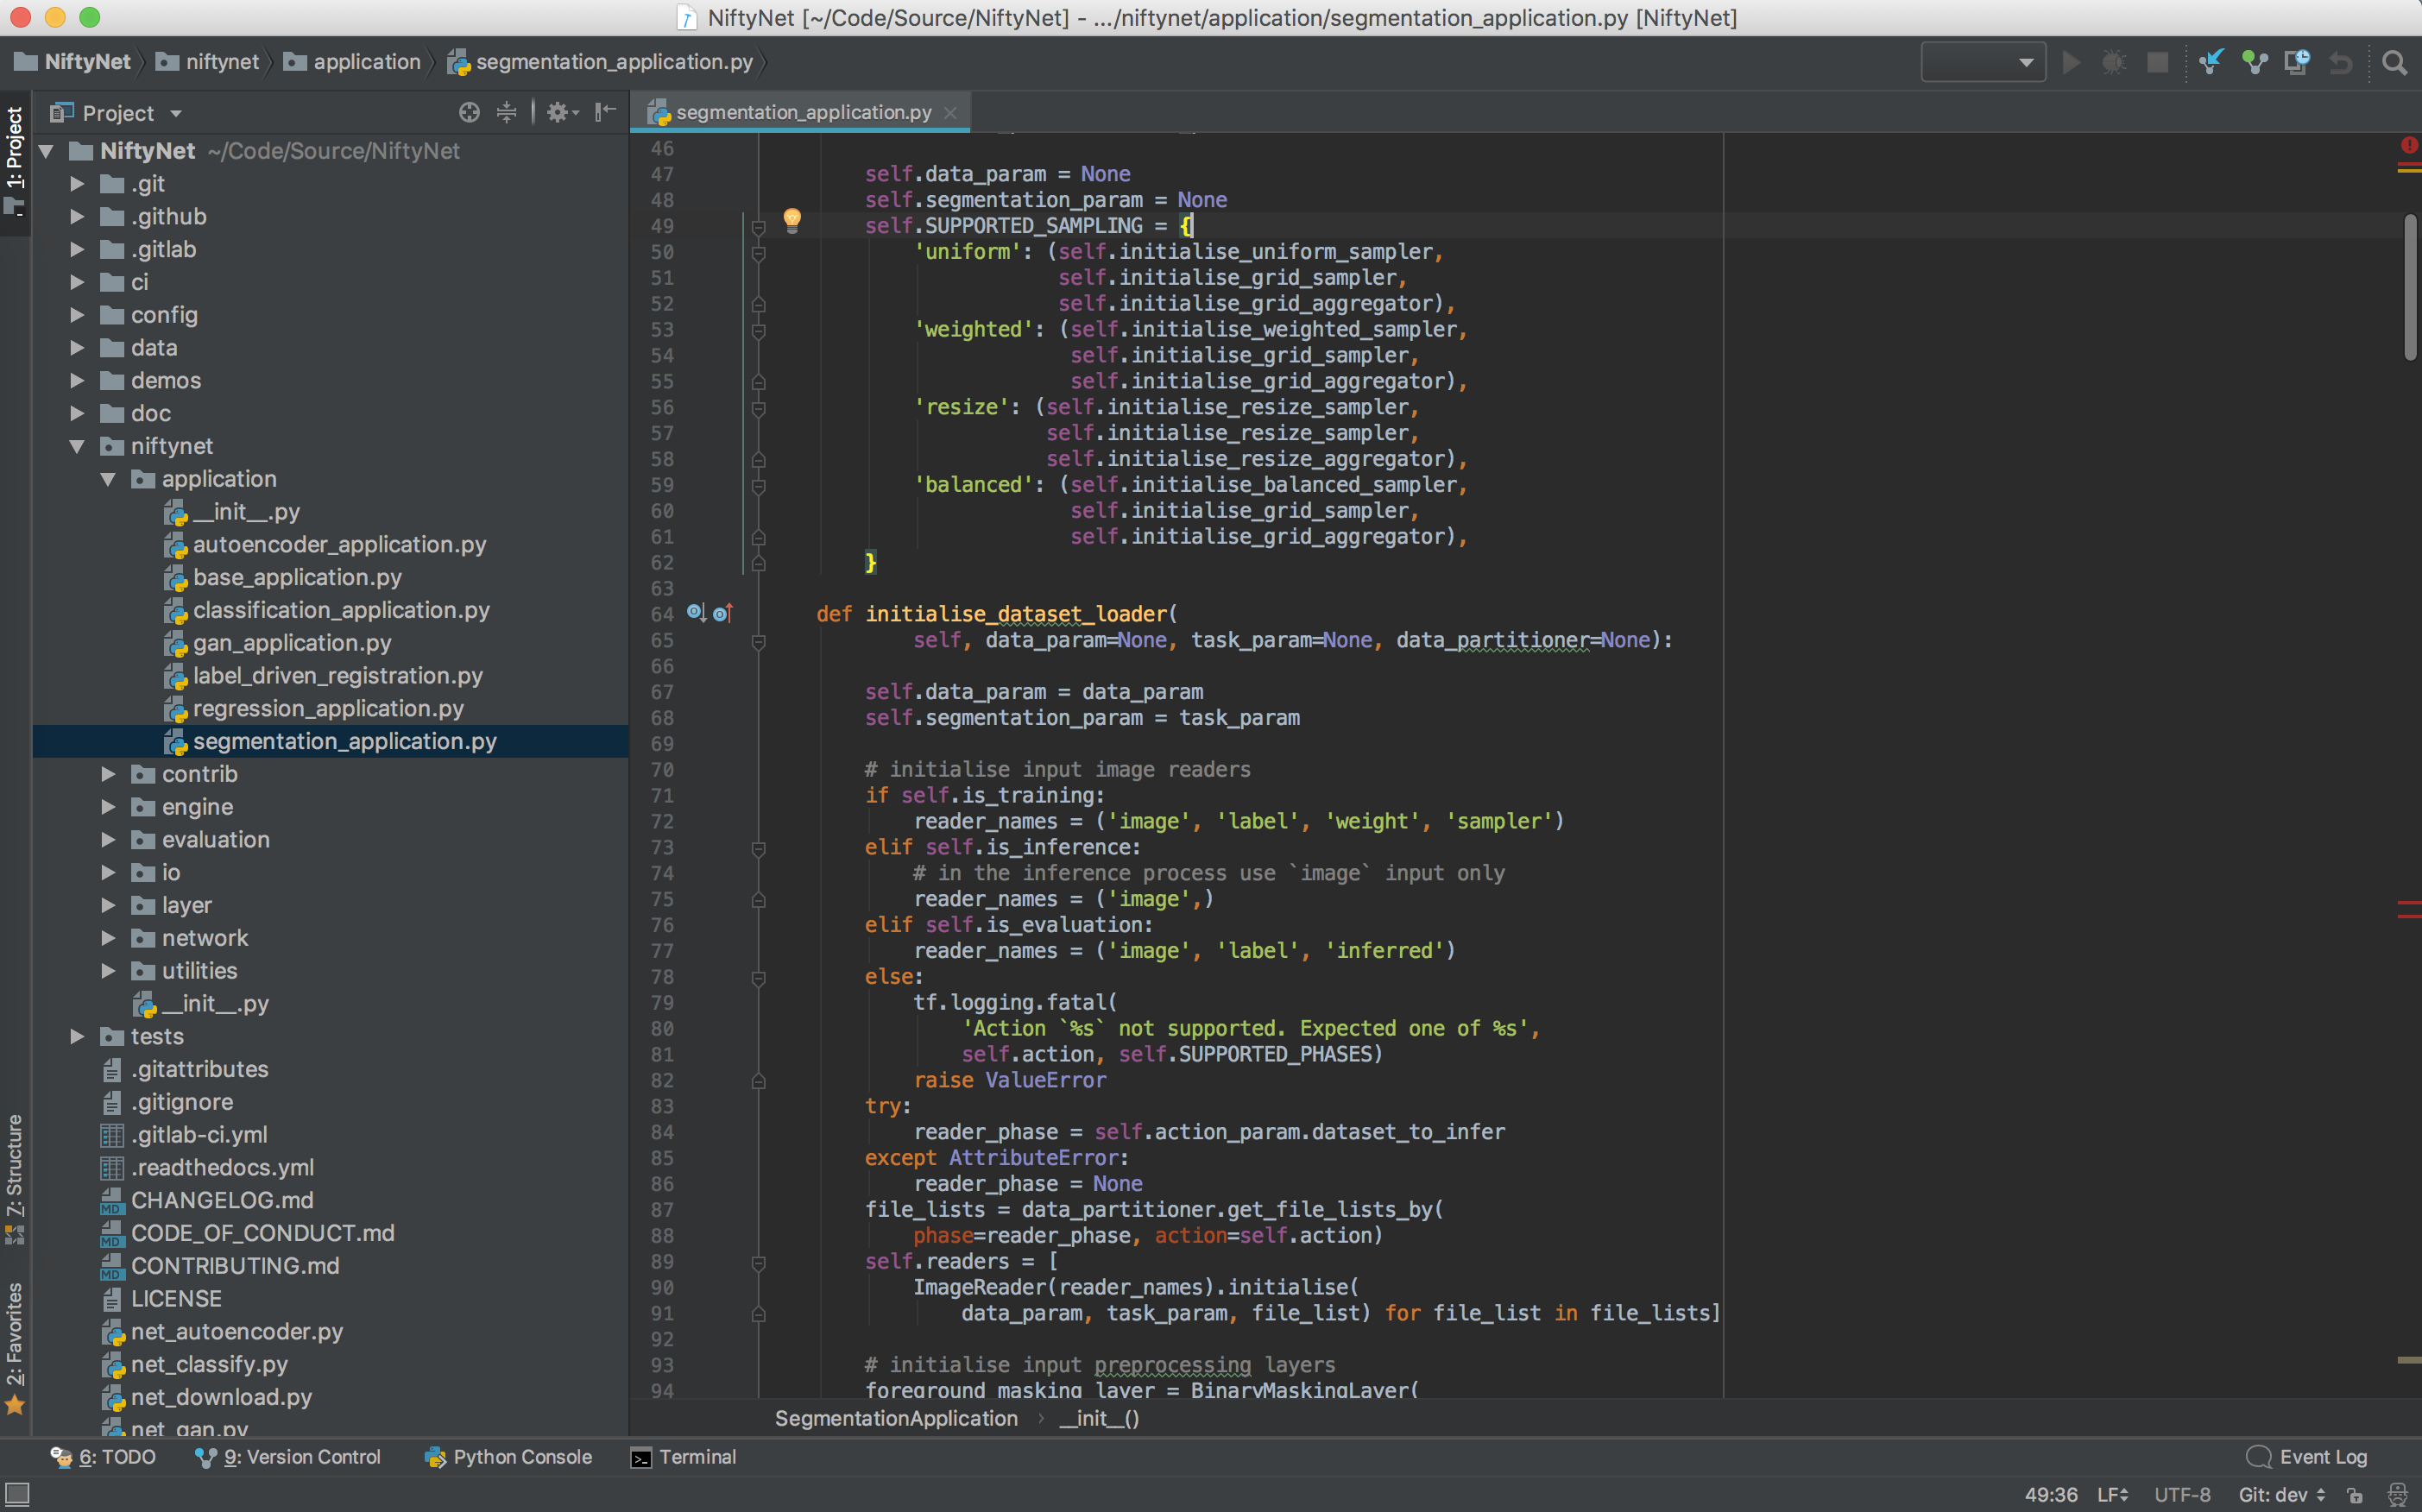 NiftyNet [~/Code/Source/NiftyNet] - .../niftynet/application/segmentation_application.py [NiftyNet]
NiftyNet niftynet application segmentation_application.py
1: Project
Project
segmentation_application.py
NiftyNet ~/Code/Source/NiftyNet
.git
.github
.gitlab
ci
config
data
demos
doc
niftynet
application
__init__.py
autoencoder_application.py
base_application.py
classification_application.py
gan_application.py
label_driven_registration.py
regression_application.py
segmentation_application.py
contrib
engine
evaluation
io
layer
network
utilities
__init__.py
tests
.gitattributes
.gitignore
.gitlab-ci.yml
.readthedocs.yml
CHANGELOG.md
CODE_OF_CONDUCT.md
CONTRIBUTING.md
LICENSE
net_autoencoder.py
net_classify.py
net_download.py
net_gan.py
7: Structure
2: Favorites
46
47 self.data_param = None
48 self.segmentation_param = None
49 self.SUPPORTED_SAMPLING = {
50 'uniform': (self.initialise_uniform_sampler,
51 self.initialise_grid_sampler,
52 self.initialise_grid_aggregator),
53 'weighted': (self.initialise_weighted_sampler,
54 self.initialise_grid_sampler,
55 self.initialise_grid_aggregator),
56 'resize': (self.initialise_resize_sampler,
57 self.initialise_resize_sampler,
58 self.initialise_resize_aggregator),
59 'balanced': (self.initialise_balanced_sampler,
60 self.initialise_grid_sampler,
61 self.initialise_grid_aggregator),
62 }
63
64 def initialise_dataset_loader(
65 self, data_param=None, task_param=None, data_partitioner=None):
66
67 self.data_param = data_param
68 self.segmentation_param = task_param
69
70 # initialise input image readers
71 if self.is_training:
72 reader_names = ('image', 'label', 'weight', 'sampler')
73 elif self.is_inference:
74 # in the inference process use `image` input only
75 reader_names = ('image',)
76 elif self.is_evaluation:
77 reader_names = ('image', 'label', 'inferred')
78 else:
79 tf.logging.fatal(
80 'Action `%s` not supported. Expected one of %s',
81 self.action, self.SUPPORTED_PHASES)
82 raise ValueError
83 try:
84 reader_phase = self.action_param.dataset_to_infer
85 except AttributeError:
86 reader_phase = None
87 file_lists = data_partitioner.get_file_lists_by(
88 phase=reader_phase, action=self.action)
89 self.readers = [
90 ImageReader(reader_names).initialise(
91 data_param, task_param, file_list) for file_list in file_lists]
92
93 # initialise input preprocessing layers
94 foreground_masking_layer = BinaryMaskingLayer(
SegmentationApplication › __init__()
6: TODO 9: Version Control Python Console Terminal Event Log
49:36 LF UTF-8 Git: dev